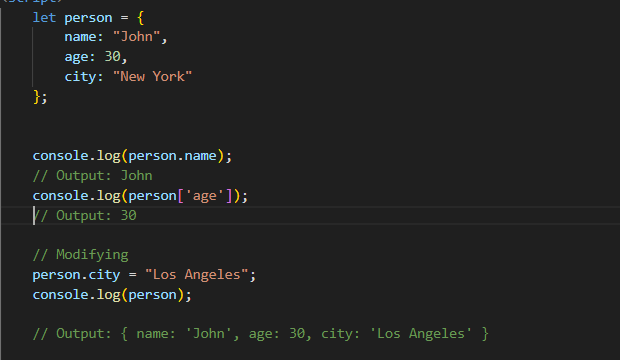 <script>
let person = {
    name: "John",
    age: 30,
    city: "New York"
};
console.log(person.name);
// Output: John
console.log(person['age']);
// Output: 30
// Modifying
person.city = "Los Angeles";
console.log(person);
// Output: { name: 'John', age: 30, city: 'Los Angeles' }